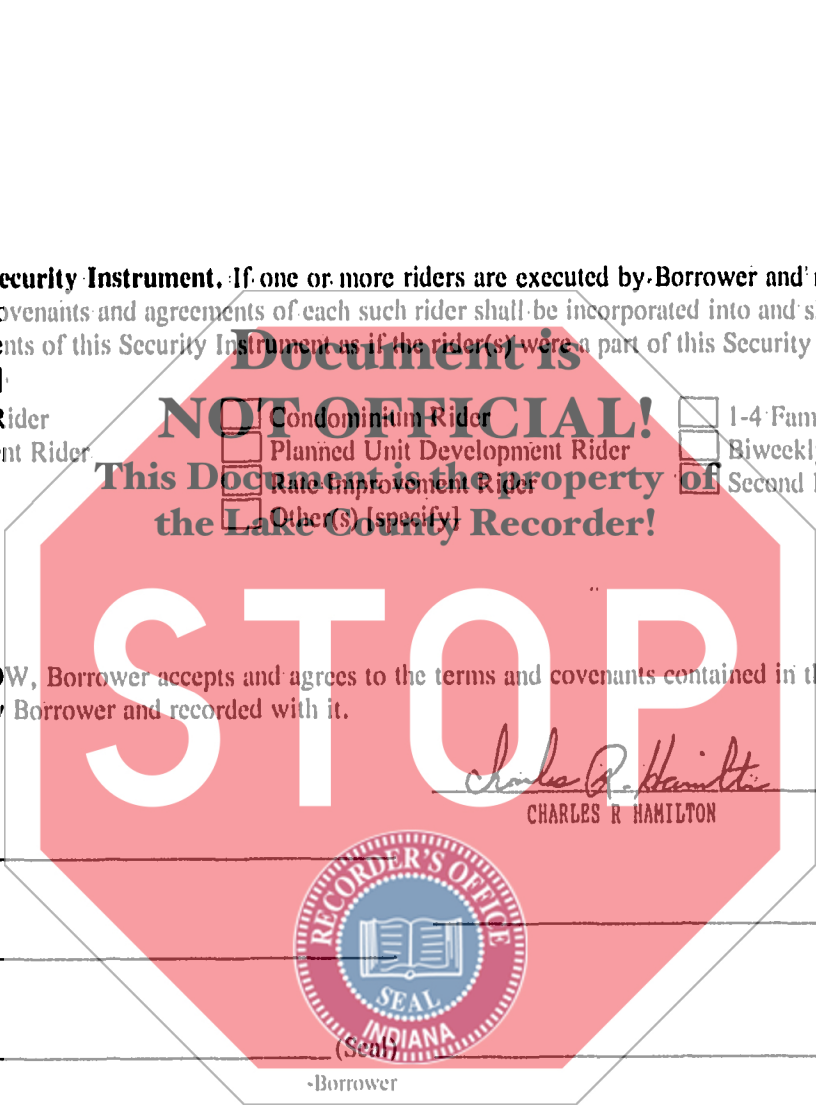 ecurity Instrument. If one or more riders are executed by Borrower and
ovenants and agreements of each such rider shall be incorporated into and s
nts of this Security Instrument as if the rider(s) were a part of this Security
Document is
Rider Condominium Rider 1-4 Fam
NOT OFFICIAL!
nt Rider Planned Unit Development Rider Biweekl
This Document is the property of
Rate Improvement Rider Second
the Lake County Recorder!
Other(s) [specify]
STOP
OW, Borrower accepts and agrees to the terms and covenants contained in th
y Borrower and recorded with it.
Charles R. Hamilton
CHARLES R HAMILTON
RECORDER'S OFFICE
SEAL
INDIANA
(Seal)
-Borrower